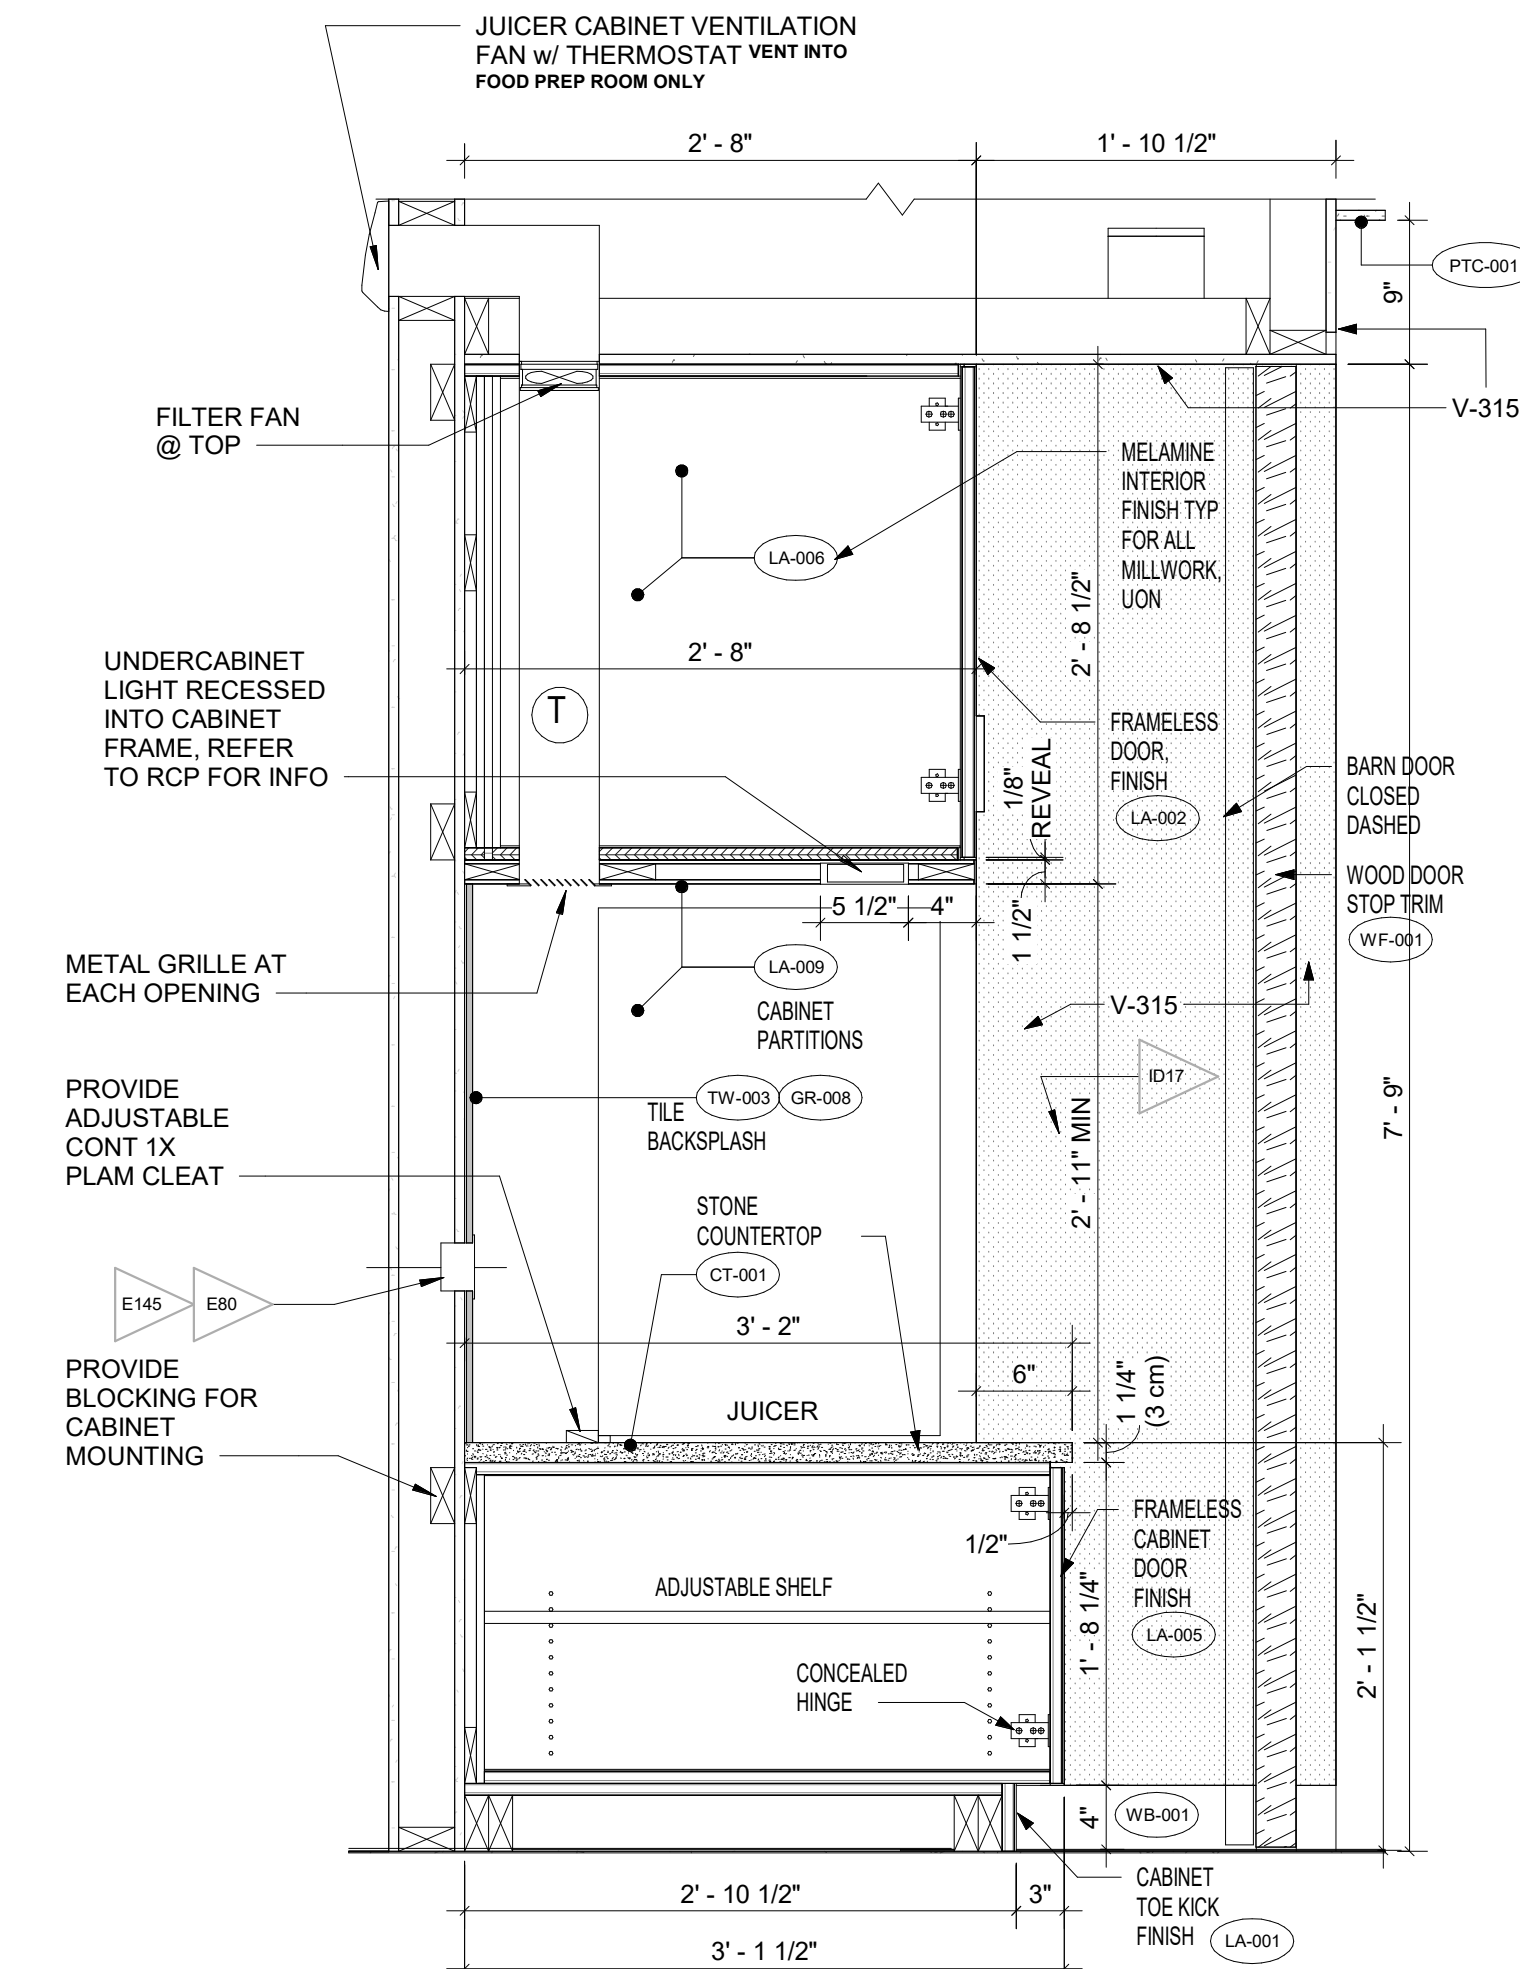 JUICER CABINET VENTILATION
FAN w/ THERMOSTAT VENT INTO
FOOD PREP ROOM ONLY
2' - 8"
1' - 10 1/2"
PTC-001
9"
V-315
FILTER FAN
@ TOP
MELAMINE
INTERIOR
FINISH TYP
FOR ALL
MILLWORK,
UON
LA-006
2' - 8 1/2"
2' - 8"
UNDERCABINET
LIGHT RECESSED
INTO CABINET
FRAME, REFER
TO RCP FOR INFO
T
FRAMELESS
DOOR,
FINISH
LA-002
1/8"
REVEAL
BARN DOOR
CLOSED
DASHED
WOOD DOOR
STOP TRIM
WF-001
5 1/2"
4"
1 1/2"
METAL GRILLE AT
EACH OPENING
LA-009
CABINET
PARTITIONS
V-315
ID17
PROVIDE
ADJUSTABLE
CONT 1X
PLAM CLEAT
TW-003
GR-008
TILE
BACKSPLASH
2' - 11" MIN
7' - 9"
STONE
COUNTERTOP
CT-001
E145
E80
3' - 2"
6"
1 1/4"
(3 cm)
PROVIDE
BLOCKING FOR
CABINET
MOUNTING
JUICER
1/2"
FRAMELESS
CABINET
DOOR
FINISH
LA-005
ADJUSTABLE SHELF
1' - 8 1/4"
2' - 1 1/2"
CONCEALED
HINGE
4"
WB-001
2' - 10 1/2"
3"
CABINET
TOE KICK
FINISH
LA-001
3' - 1 1/2"